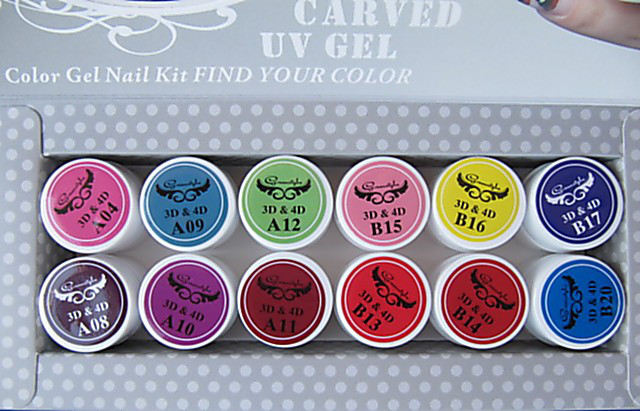 CARVED
UV GEL
Color Gel Nail Kit FIND YOUR COLOR
3D & 4D
A04
3D & 4D
A09
3D & 4D
A12
3D & 4D
B15
3D & 4D
B16
3D & 4D
B17
3D & 4D
A08
3D & 4D
A10
3D & 4D
A11
3D & 4D
B13
3D & 4D
B14
3D & 4D
B20